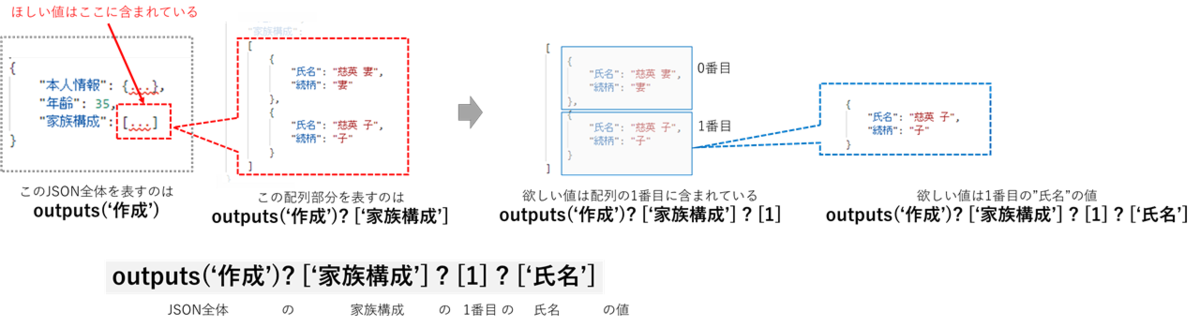 ほしい値はここに含まれている
{
"本人情報": {...},
"年齢": 35,
"家族構成": [...]
}
このJSON全体を表すのは
outputs(‘作成’)
"家族構成":
[
{
"氏名": "慈英 妻",
"続柄": "妻"
},
{
"氏名": "慈英 子",
"続柄": "子"
}
]
}
この配列部分を表すのは
outputs(‘作成’)? [‘家族構成’]
[
{
"氏名": "慈英 妻",
"続柄": "妻"
},
0番目
{
"氏名": "慈英 子",
"続柄": "子"
}
1番目
]
欲しい値は配列の1番目に含まれている
outputs(‘作成’)? [‘家族構成’] ? [1]
{
"氏名": "慈英 子",
"続柄": "子"
}
欲しい値は1番目の”氏名”の値
outputs(‘作成’)? [‘家族構成’] ? [1] ? [‘氏名’]
outputs(‘作成’)? [‘家族構成’] ? [1] ? [‘氏名’]
JSON全体 の 家族構成 の 1番目 の 氏名 の値